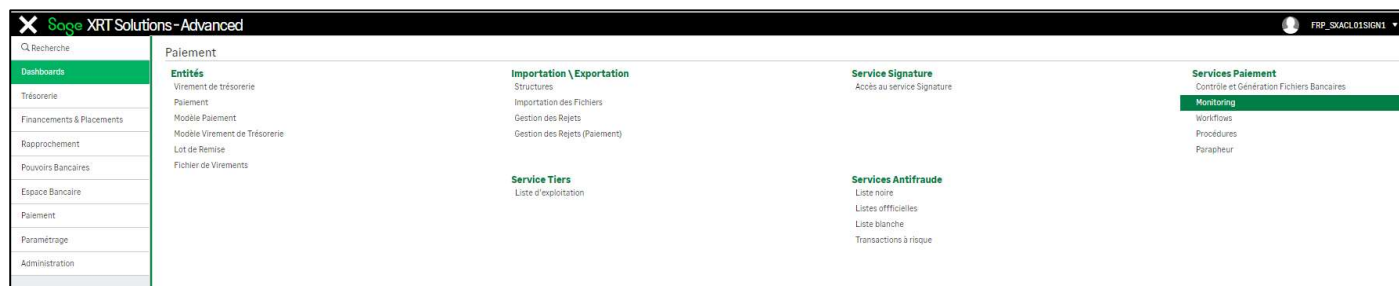 Sage XRT Solutions - Advanced
FRP_SXACL01SIGN1
Recherche
Dashboards
Trésorerie
Financements & Placements
Rapprochement
Pouvoirs Bancaires
Espace Bancaire
Paiement
Paramétrage
Administration
Paiement
Entités
Virement de trésorerie
Paiement
Modèle Paiement
Modèle Virement de Trésorerie
Lot de Remise
Fichier de Virements
Importation \ Exportation
Structures
Importation des Fichiers
Gestion des Rejets
Gestion des Rejets (Paiement)
Service Tiers
Liste d'exploitation
Service Signature
Accès au service Signature
Services Antifraude
Liste noire
Listes offficielles
Liste blanche
Transactions à risque
Services Paiement
Contrôle et Génération Fichiers Bancaires
Monitoring
Workflows
Procédures
Parapheur